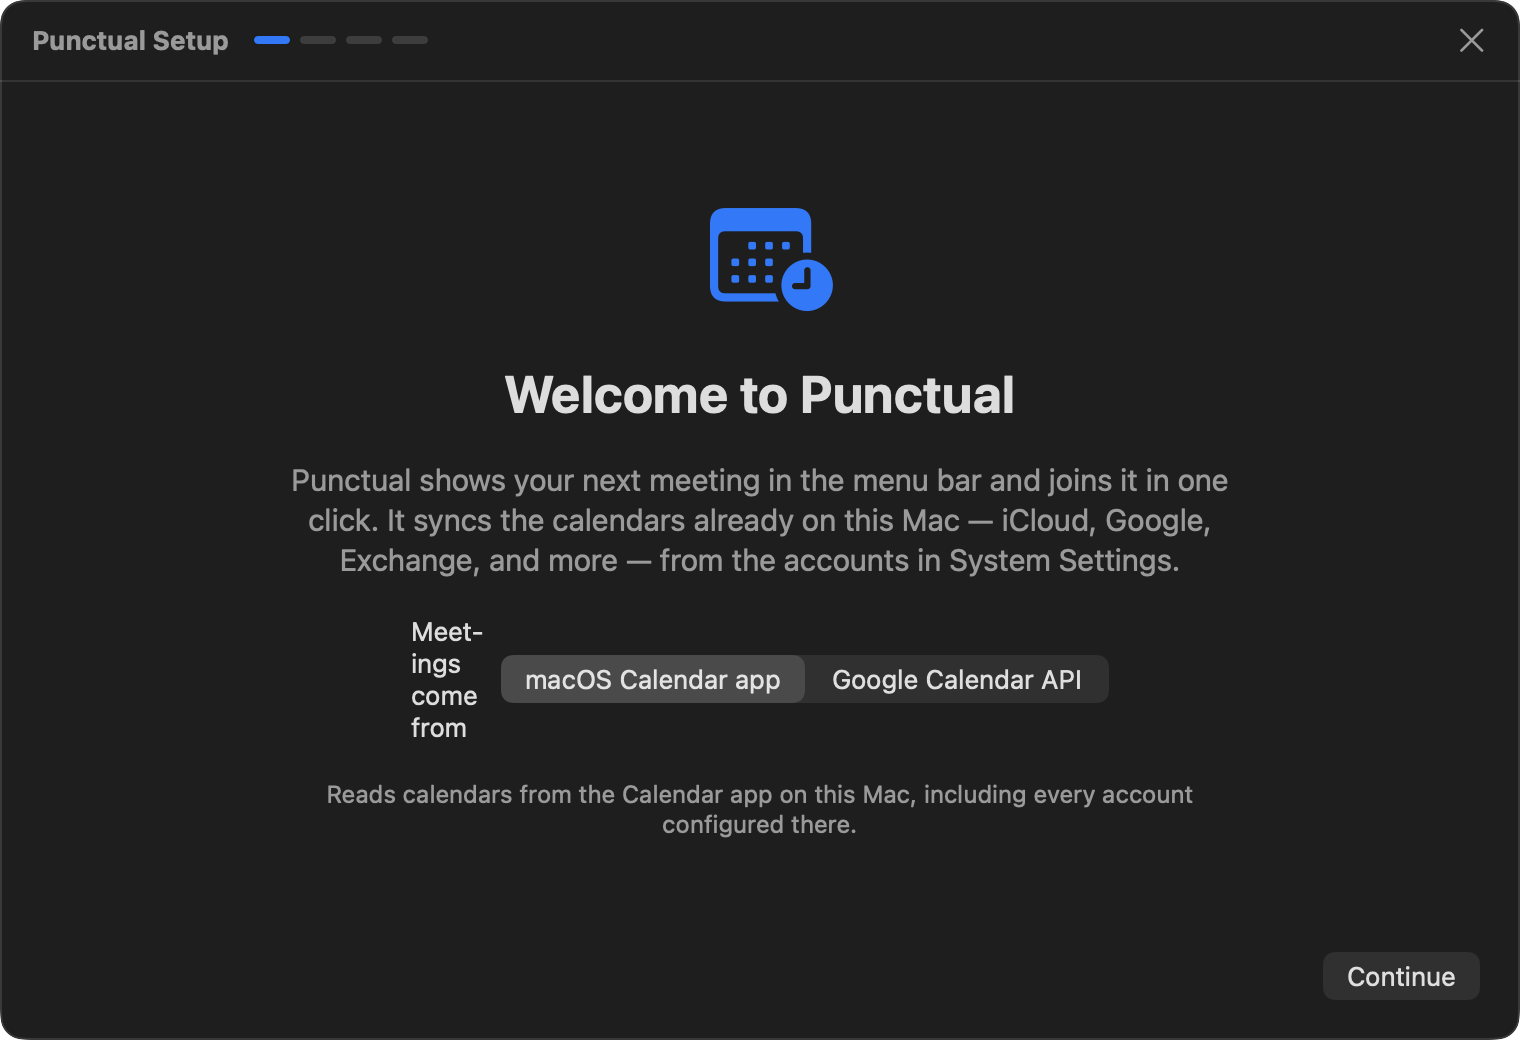 Punctual Setup
Welcome to Punctual
Punctual shows your next meeting in the menu bar and joins it in one
click. It syncs the calendars already on this Mac — iCloud, Google,
Exchange, and more — from the accounts in System Settings.
Meet-
ings
come
from
macOS Calendar app
Google Calendar API
Reads calendars from the Calendar app on this Mac, including every account
configured there.
Continue